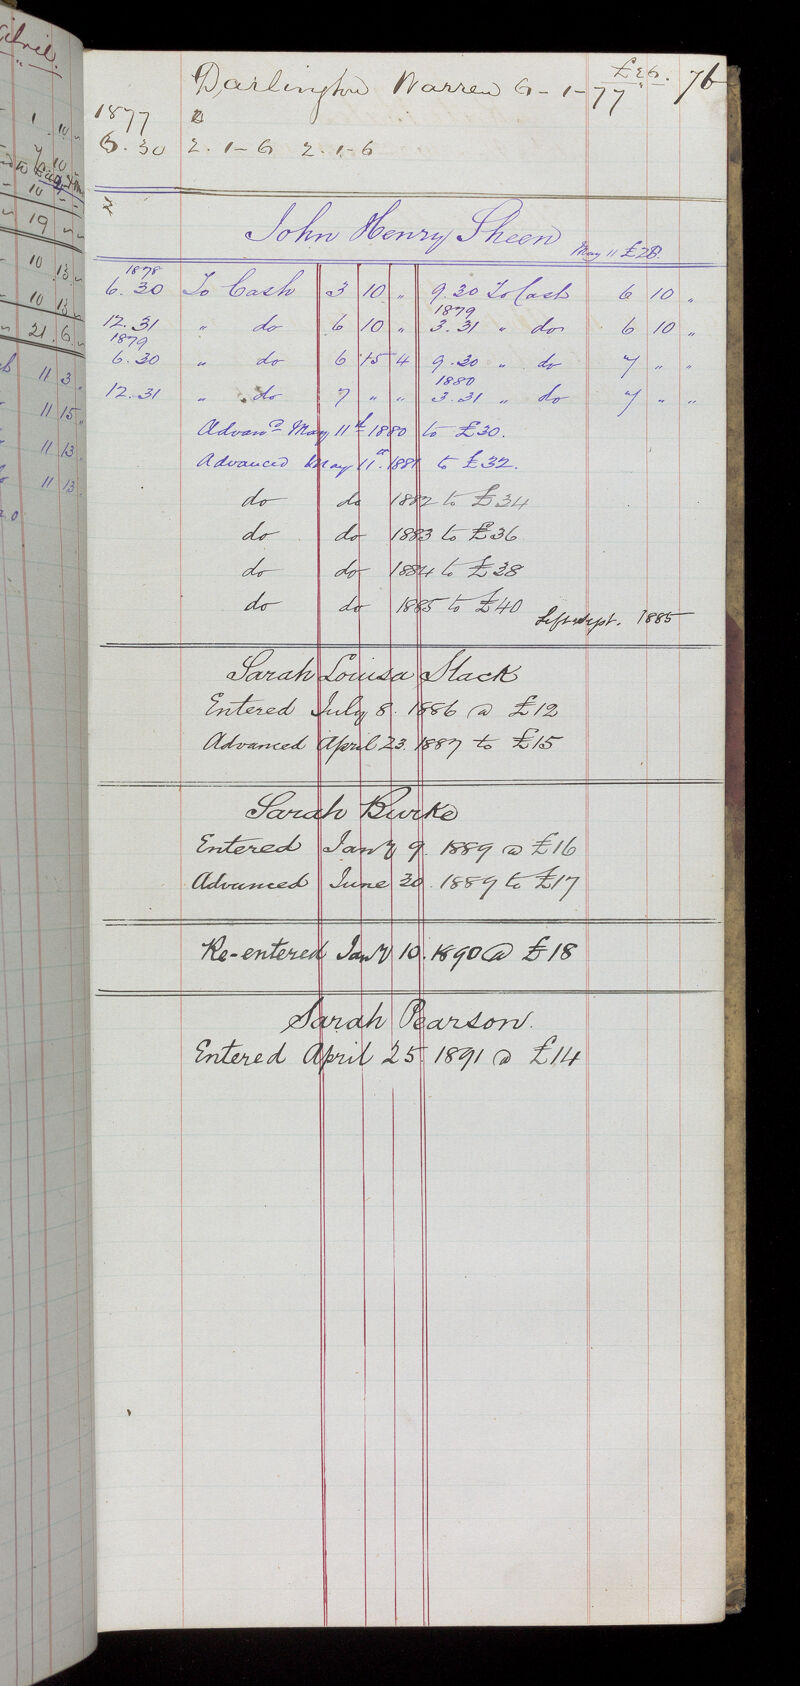 Darlington Warren 6-1-77 £26. 76
1877
6.30 2.1-6 2.1-6
John Henry Sheen May 11 £28.
1878
6.30 To Cash 3 10 „ 9.30 To Cash 6 10 „
1879
12.31 „ do 6 10 „ 3.31 „ do 6 10 „
1879
6.30 „ do 6 15 4 9.30 „ do 7 „ „
1880
12.31 „ do 7 „ „ 3.31 „ do 7 „ „
Advan^d May 11th 1880 to £30.
Advanced May 11th 1881 to £32.
do do 1882 to £34
do do 1883 to £36
do do 1884 to £38
do do 1885 to £40
Left Sept. 1885
Sarah Louisa Slack
Entered July 8. 1886 @ £12
Advanced April 23. 1887 to £15
Sarah Burke
Entered Jany 9. 1889 @ £16
Advanced June 30. 1889 to £17
Re-entered Jany 10. 1890 @ £18
Sarah Pearson.
Entered April 25. 1891 @ £14